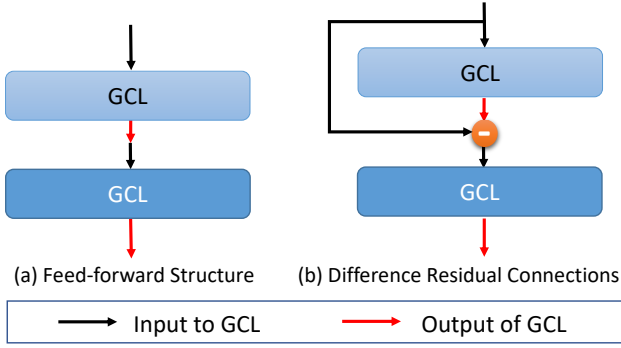 GCL
GCL
(a) Feed-forward Structure
GCL
-
GCL
(b) Difference Residual Connections
Input to GCL
Output of GCL